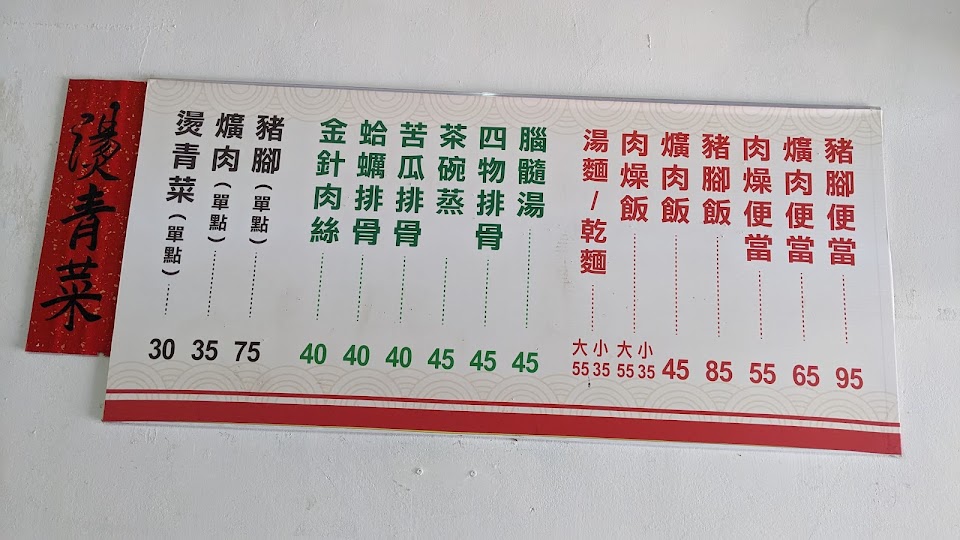 豬腳便當 95
爌肉便當 65
肉燥便當 55
豬腳飯 85
爌肉飯 45
肉燥飯 大55 小35
湯麵/乾麵 大55 小35
腦髓湯 45
四物排骨 45
茶碗蒸 45
苦瓜排骨 40
蛤蠣排骨 40
金針肉絲 40
豬腳(單點) 75
爌肉(單點) 35
燙青菜(單點) 30
燙青菜